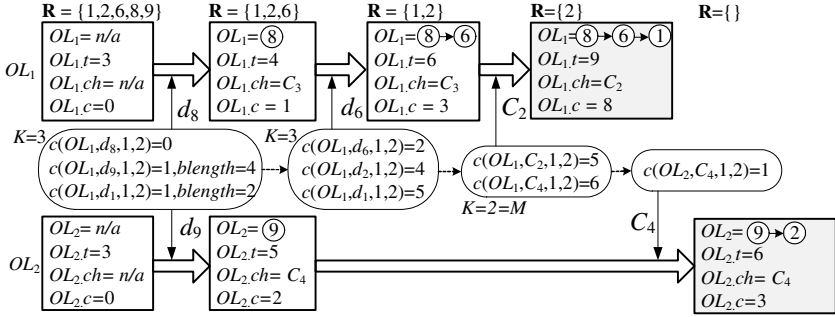 R = {1,2,6,8,9} R = {1,2,6} R = {1,2} R={2} R={}
OL1
OL1= n/a
OL1.t=3
OL1.ch= n/a
OL1.c=0
OL1= 8
OL1.t=4
OL1.ch=C3
OL1.c = 1
OL1= 8 6
OL1.t=6
OL1.ch=C3
OL1.c = 3
OL1= 8 6 1
OL1.t=9
OL1.ch=C2
OL1.c = 8
d8 d6 C2
K=3
c(OL1,d8,1,2)=0
c(OL1,d9,1,2)=1,blength=4
c(OL1,d1,1,2)=1,blength=2
K=3
c(OL1,d6,1,2)=2
c(OL1,d2,1,2)=4
c(OL1,d1,1,2)=5
c(OL1,C2,1,2)=5
c(OL1,C4,1,2)=6
K=2=M
c(OL2,C4,1,2)=1
d9 C4
OL2
OL2= n/a
OL2.t=3
OL2.ch= n/a
OL2.c=0
OL2= 9
OL2.t=5
OL2.ch= C4
OL2.c=2
OL2= 9 2
OL2.t=6
OL2.ch= C4
OL2.c=3